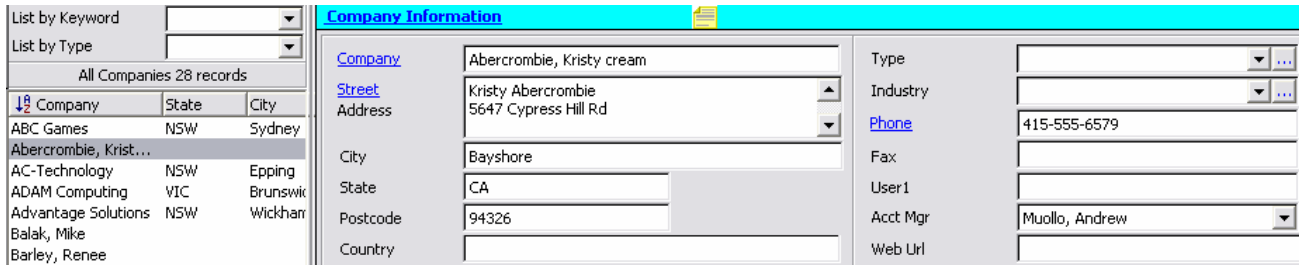 List by Keyword
List by Type
All Companies 28 records
Company State City
ABC Games NSW Sydney
Abercrombie, Krist...
AC-Technology NSW Epping
ADAM Computing VIC Brunswic
Advantage Solutions NSW Wickham
Balak, Mike
Barley, Renee
Company Information
Company Abercrombie, Kristy cream
Street Kristy Abercrombie
Address 5647 Cypress Hill Rd
City Bayshore
State CA
Postcode 94326
Country
Type
Industry
Phone 415-555-6579
Fax
User1
Acct Mgr Muollo, Andrew
Web Url